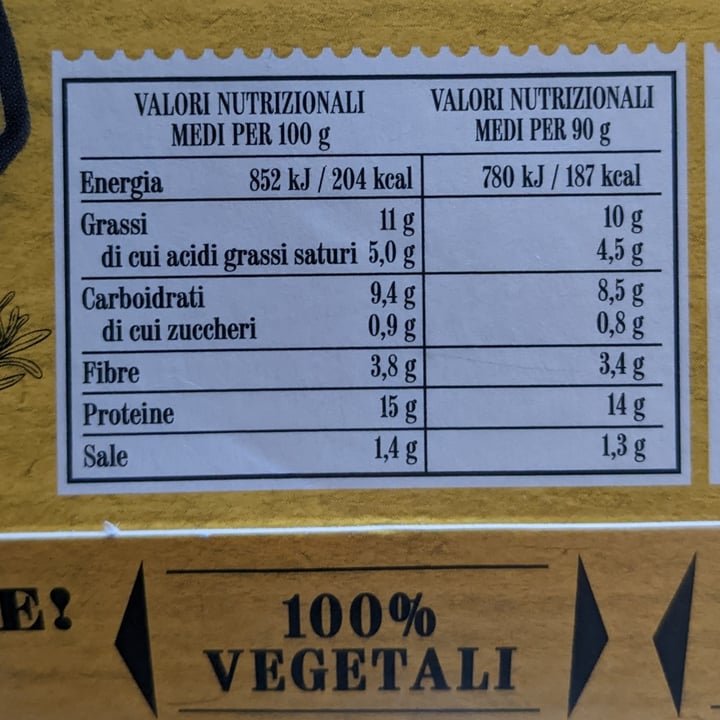 VALORI NUTRIZIONALI MEDI PER 100 g
VALORI NUTRIZIONALI MEDI PER 90 g
Energia 852 kJ / 204 kcal 780 kJ / 187 kcal
Grassi 11 g 10 g
di cui acidi grassi saturi 5,0 g 4,5 g
Carboidrati 9,4 g 8,5 g
di cui zuccheri 0,9 g 0,8 g
Fibre 3,8 g 3,4 g
Proteine 15 g 14 g
Sale 1,4 g 1,3 g
100%
VEGETALI